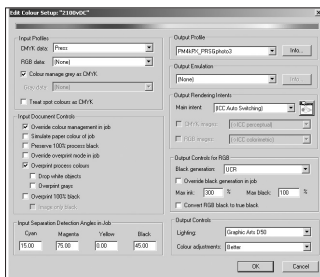 Edit Colour Setup: "2100vDC"
Input Profiles
CMYK data: Press
RGB data: (None)
Colour manage grey as CMYK
Gray data: (None)
Treat spot colours as CMYK
Input Document Controls
Override colour management in job
Simulate paper colour of job
Preserve 100% process black
Override overprint mode in job
Overprint process colours
Drop white objects
Overprint grays
Overprint 100% black
Image only black
Input Separation Detection Angles in Job
Cyan Magenta Yellow Black
15.00 75.00 0.00 45.00
Output Profile
Info...
Output Emulation
(None) Info...
Output Rendering Intents
Main intent (ICC Auto Switching)
CMYK images: (<ICC perceptual)
RGB images: (<ICC colorimetric)
Output Controls for RGB
Black generation: UCR
Override black generation in job
Max ink: 300 % Max black: 100 %
Convert RGB black to true black
Output Controls
Lighting: Graphic Arts D50
Colour adjustments: Better
OK Cancel